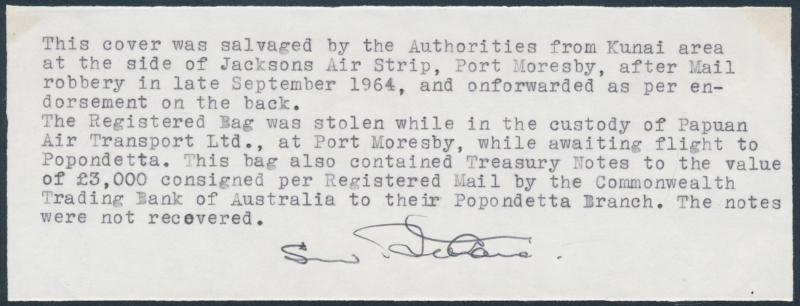 This cover was salvaged by the Authorities from Kunai area
at the side of Jacksons Air Strip, Port Moresby, after Mail
robbery in late September 1964, and onforwarded as per en-
dorsement on the back.
The Registered Bag was stolen while in the custody of Papuan
Air Transport Ltd., at Port Moresby, while awaiting flight to
Popondetta. This bag also contained Treasury Notes to the value
of £3,000 consigned per Registered Mail by the Commonwealth
Trading Bank of Australia to their Popondetta Branch. The notes
were not recovered.